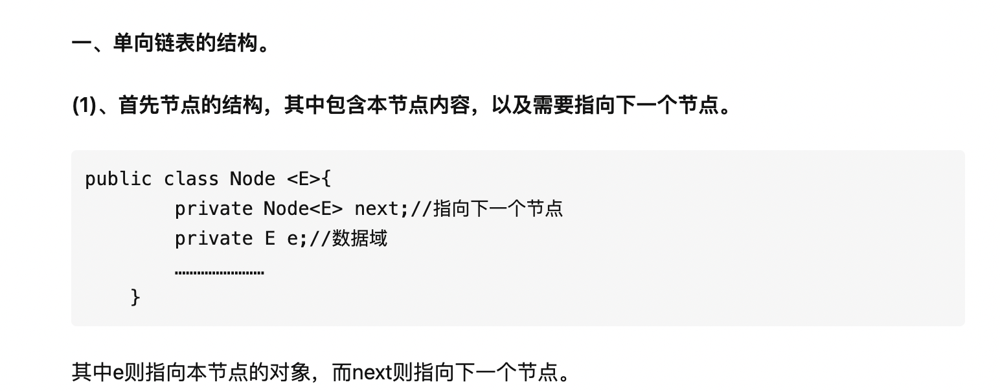 一、单向链表的结构。
(1)、首先节点的结构，其中包含本节点内容，以及需要指向下一个节点。
public class Node <E>{
        private Node<E> next;//指向下一个节点
        private E e;//数据域
        ……………………
    }
其中e则指向本节点的对象，而next则指向下一个节点。